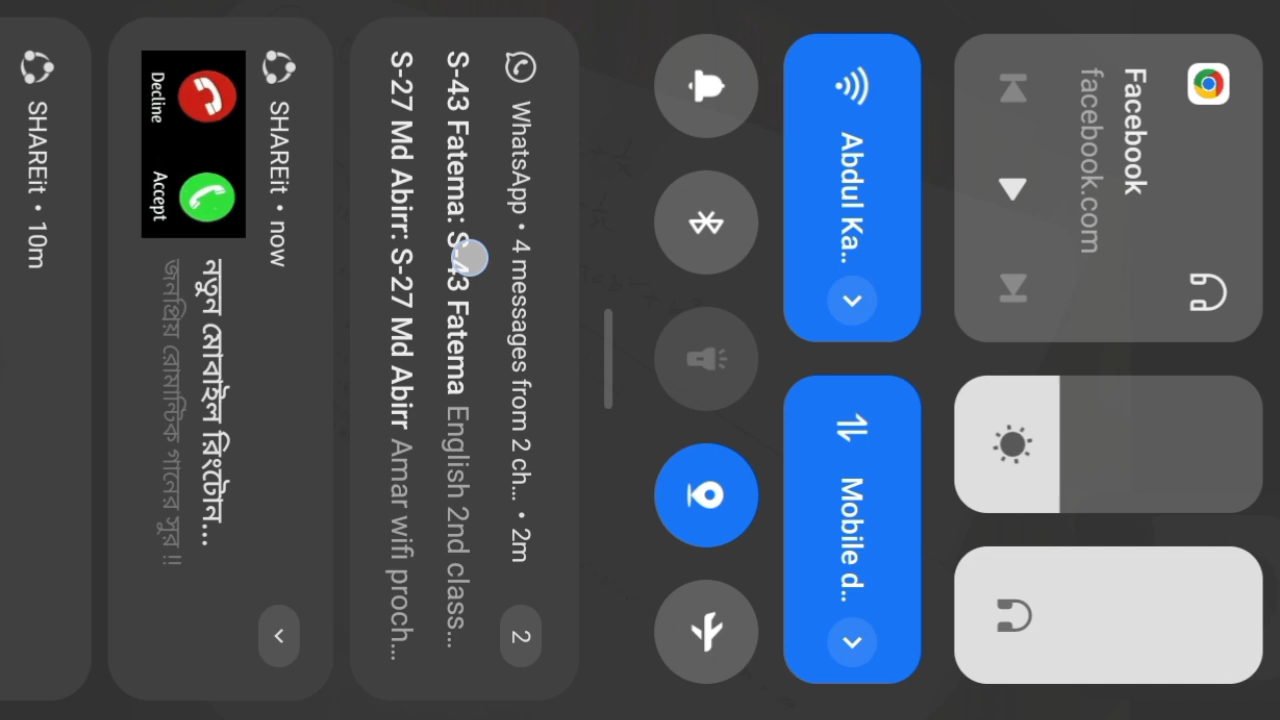 Facebook
facebook.com
Abdul Ka..
Mobile d..
WhatsApp • 4 messages from 2 ch... • 2m
2
S-43 Fatema: S-43 Fatema English 2nd class...
S-27 Md Abirr: S-27 Md Abirr Amar wifi proch...
SHAREit • now
নতুন মোবাইল রিংটোন...
জনপ্রিয় রোমান্টিক গানের সুর !!
Decline
Accept
SHAREit • 10m